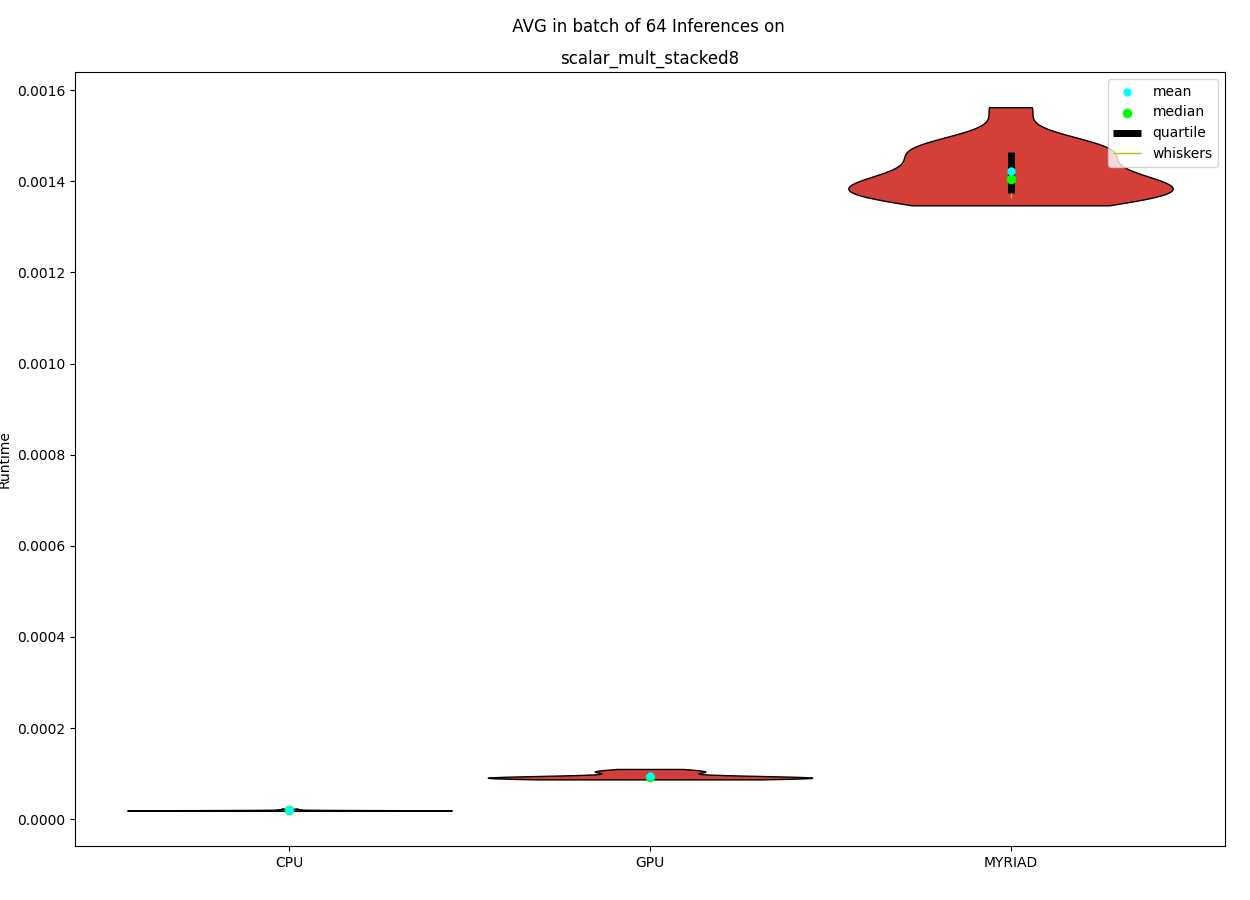 AVG in batch of 64 Inferences on
scalar_mult_stacked8
mean
median
quartile
whiskers
0.0016
0.0014
0.0012
0.0010
0.0008
0.0006
0.0004
0.0002
0.0000
Runtime
CPU
GPU
MYRIAD